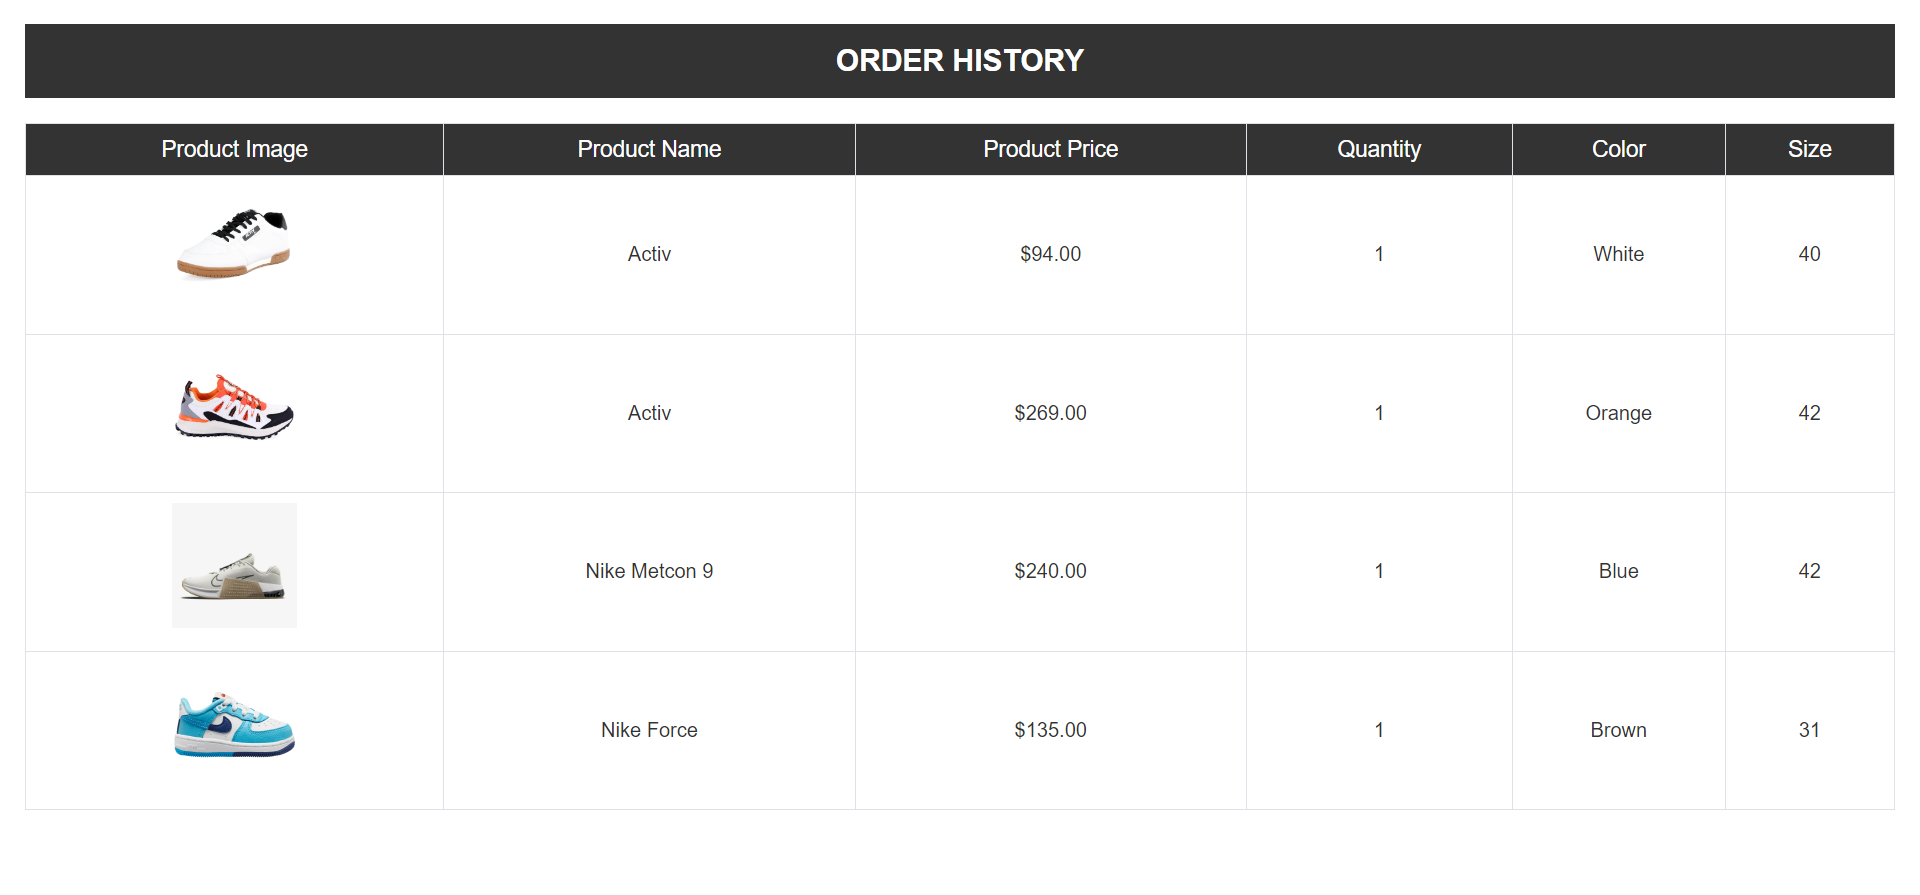 ORDER HISTORY
Product Image Product Name Product Price Quantity Color Size
Activ $94.00 1 White 40
Activ $269.00 1 Orange 42
Nike Metcon 9 $240.00 1 Blue 42
Nike Force $135.00 1 Brown 31